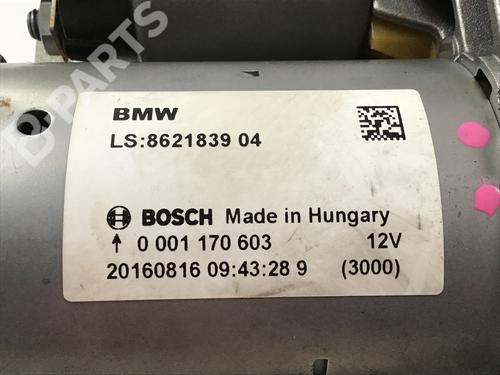 B-PARTS
BMW
LS:8621839 04
BOSCH Made in Hungary
↑ 0 001 170 603 12V
20160816 09:43:28 9 (3000)